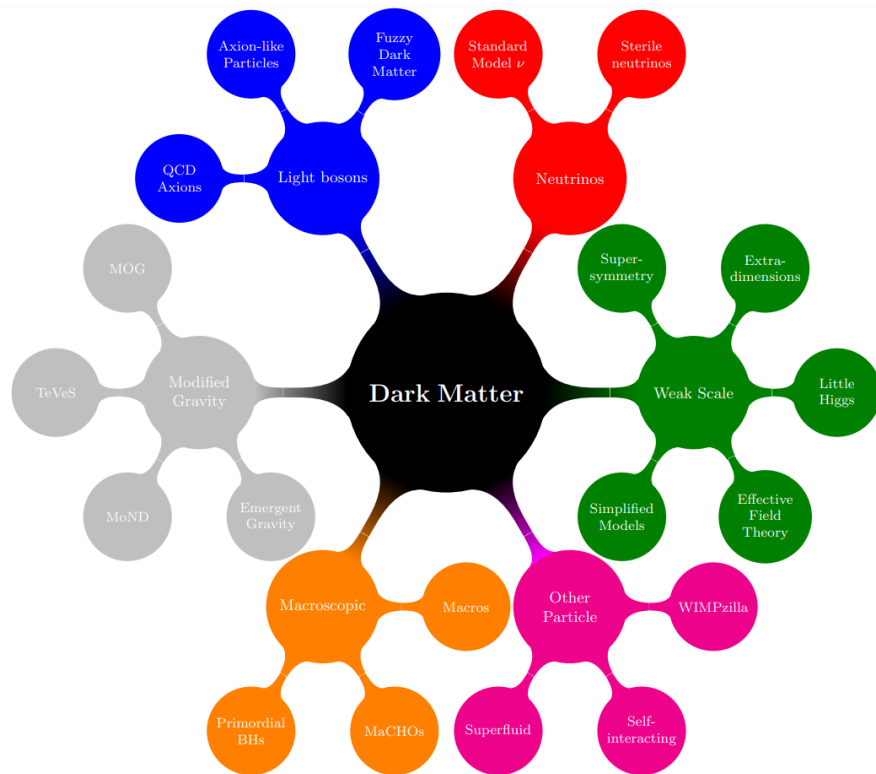 Axion-like
Particles
Fuzzy
Dark
Matter
Standard
Model ν
Sterile
neutrinos
QCD
Axions
Light bosons
Neutrinos
MOG
Super-
symmetry
Extra-
dimensions
TeVeS
Modified
Gravity
Dark Matter
Weak Scale
Little
Higgs
MoND
Emergent
Gravity
Simplified
Models
Effective
Field
Theory
Macroscopic
Macros
Other
Particle
WIMPzilla
Primordial
BHs
MaCHOs
Superfluid
Self-
interacting